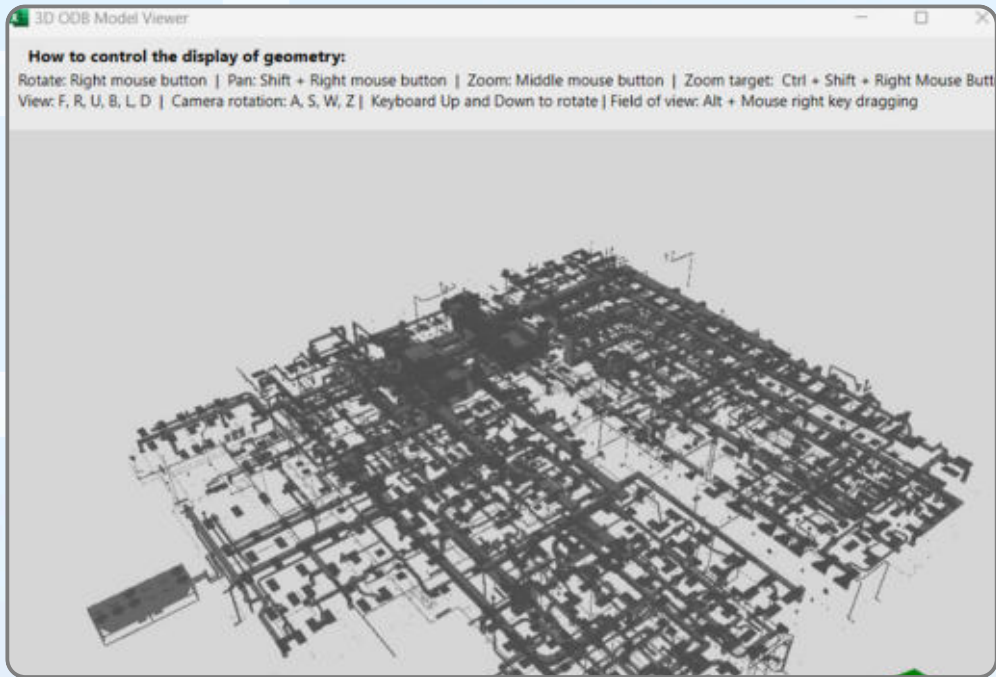 3D ODB Model Viewer
How to control the display of geometry:
Rotate: Right mouse button | Pan: Shift + Right mouse button | Zoom: Middle mouse button | Zoom target: Ctrl + Shift + Right Mouse Butt
View: F, R, U, B, L, D | Camera rotation: A, S, W, Z | Keyboard Up and Down to rotate | Field of view: Alt + Mouse right key dragging